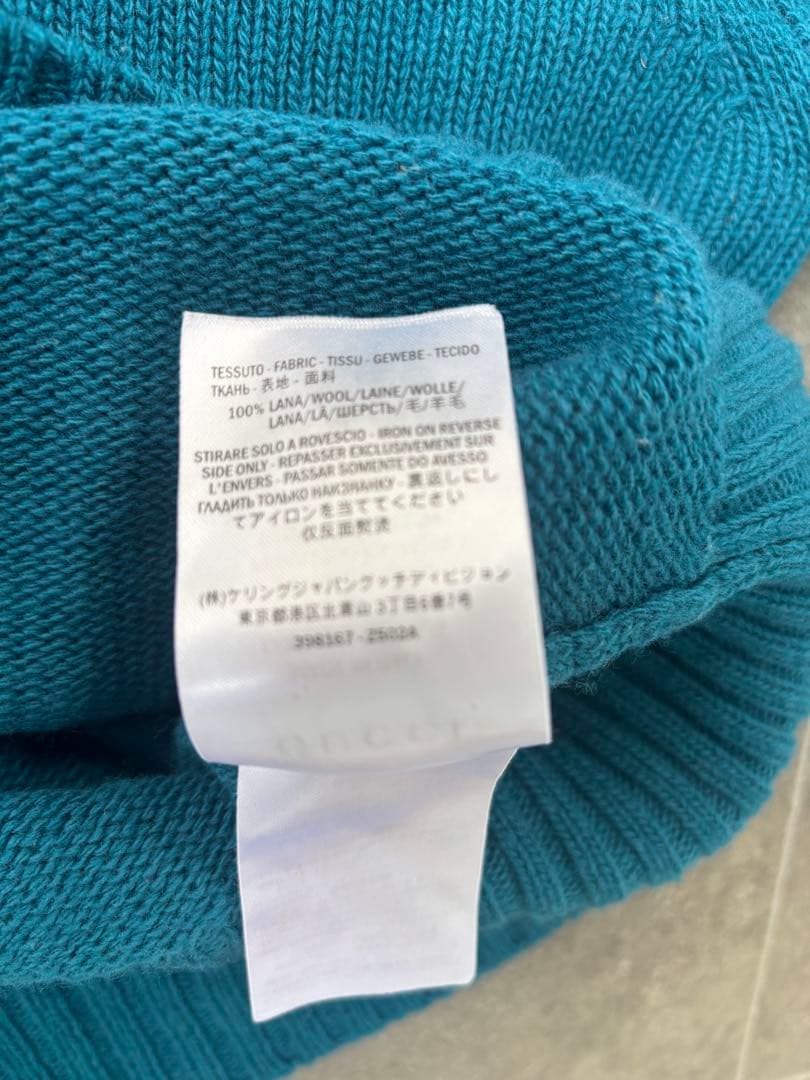 TESSUTO - FABRIC - TISSU - GEWEBE - TECIDO
ТКАНЬ - 表地 - 面料
100% LANA/WOOL/LAINE/WOLLE/
LANA/LÃ/ШЕРСТЬ/毛/羊毛
STIRARE SOLO A ROVESCIO - IRON ON REVERSE
SIDE ONLY - REPASSER EXCLUSIVEMENT SUR
L'ENVERS - PASSAR SOMENTE DO AVESSO
ГЛАДИТЬ ТОЛЬКО НАИЗНАНКУ - 裏返しにし
てアイロンを当ててください
仅反面熨烫
(株)ケリングジャパングッチディビジョン
東京都港区北青山3丁目6番7号
398167 - Z502A